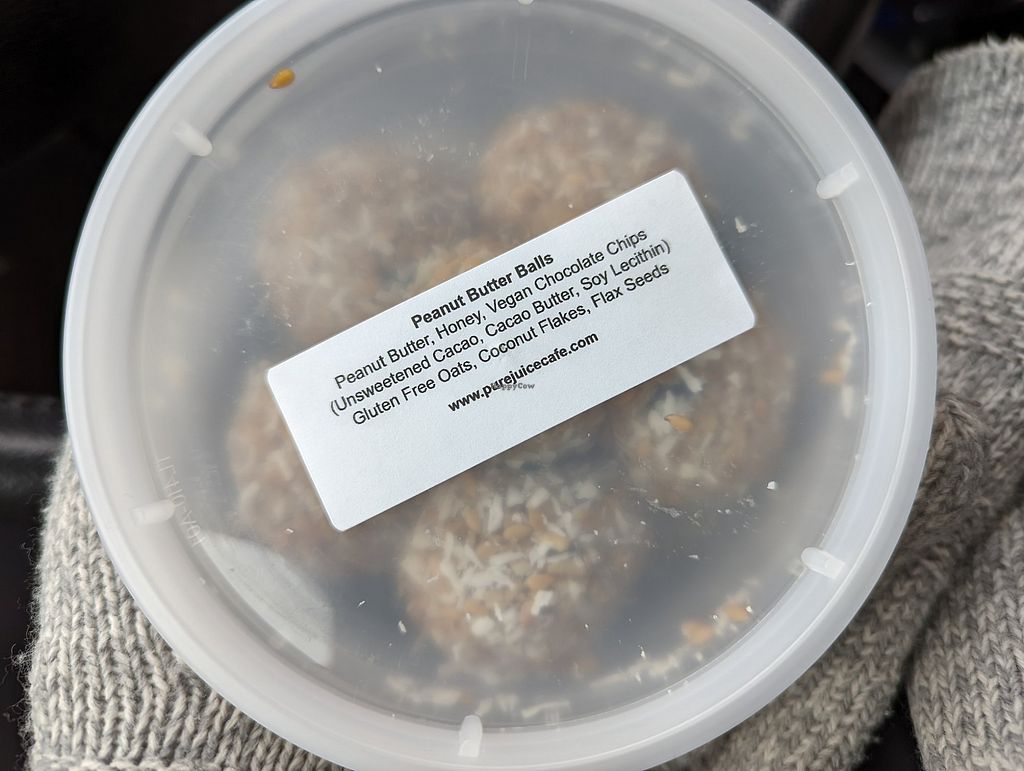 Peanut Butter Balls
Peanut Butter, Honey, Vegan Chocolate Chips
(Unsweetened Cacao, Cacao Butter, Soy Lecithin)
Gluten Free Oats, Coconut Flakes, Flax Seeds
www.purejuicecafe.com
HappyCow